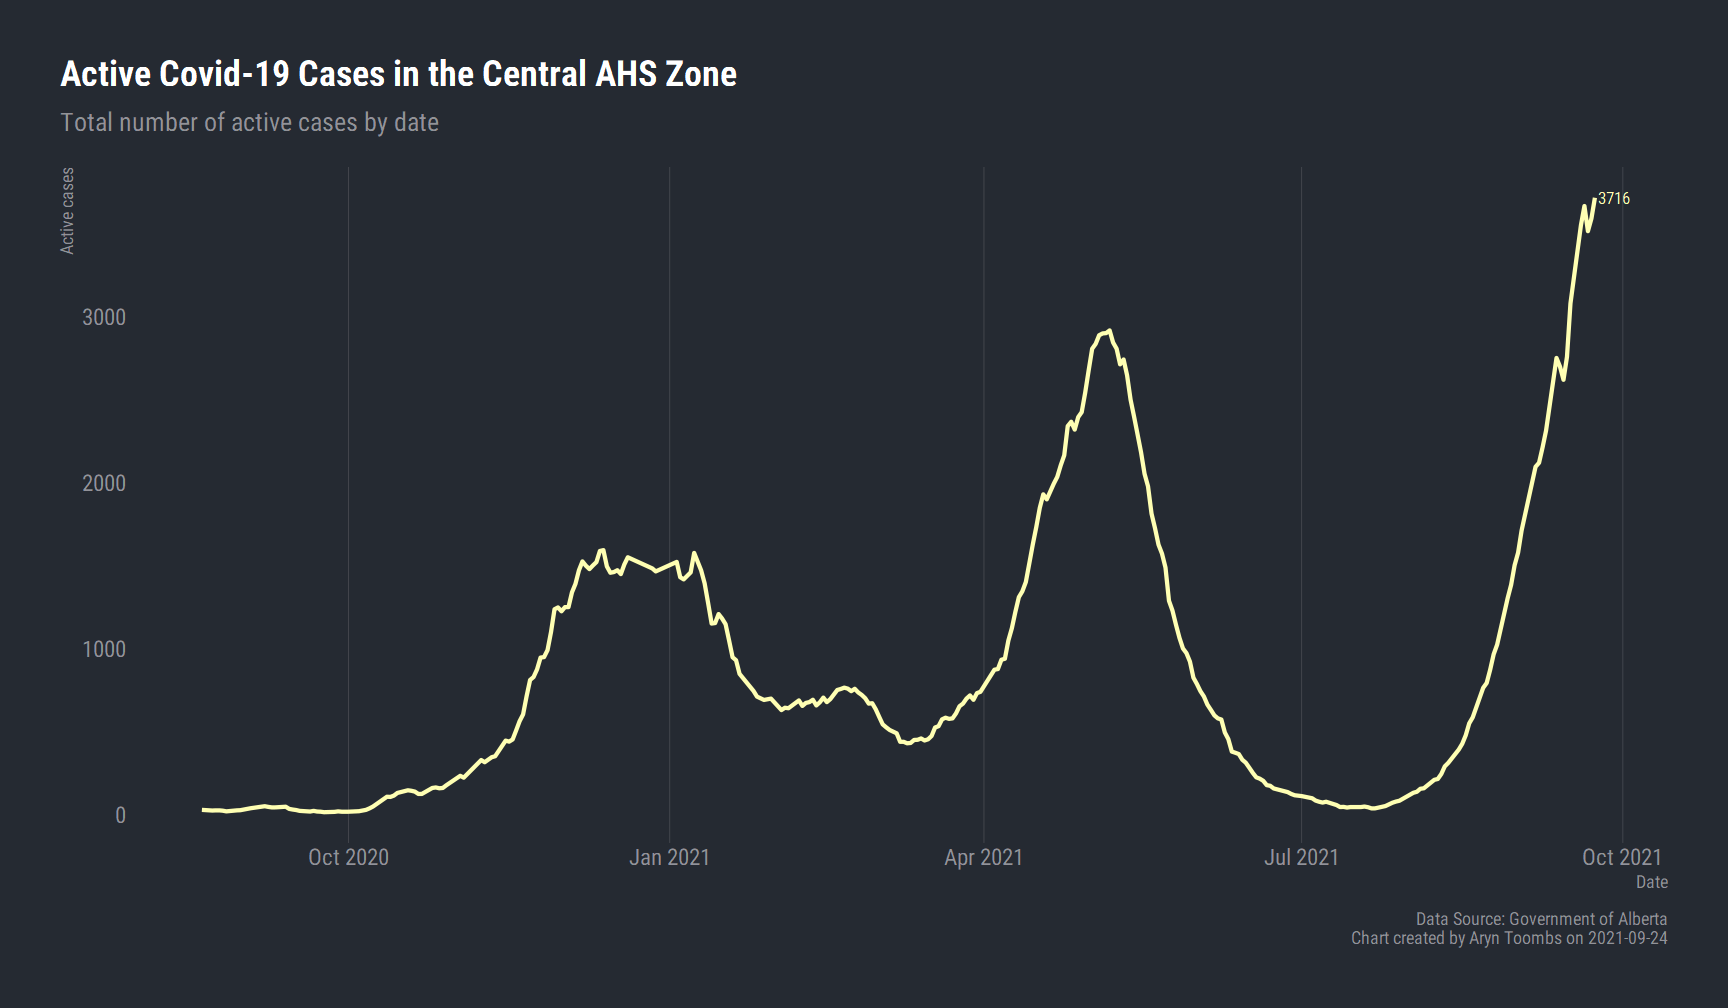 Active Covid-19 Cases in the Central AHS Zone
Total number of active cases by date
Active cases
3716
3000
2000
1000
0
Oct 2020
Jan 2021
Apr 2021
Jul 2021
Oct 2021
Date
Data Source: Government of Alberta
Chart created by Aryn Toombs on 2021-09-24